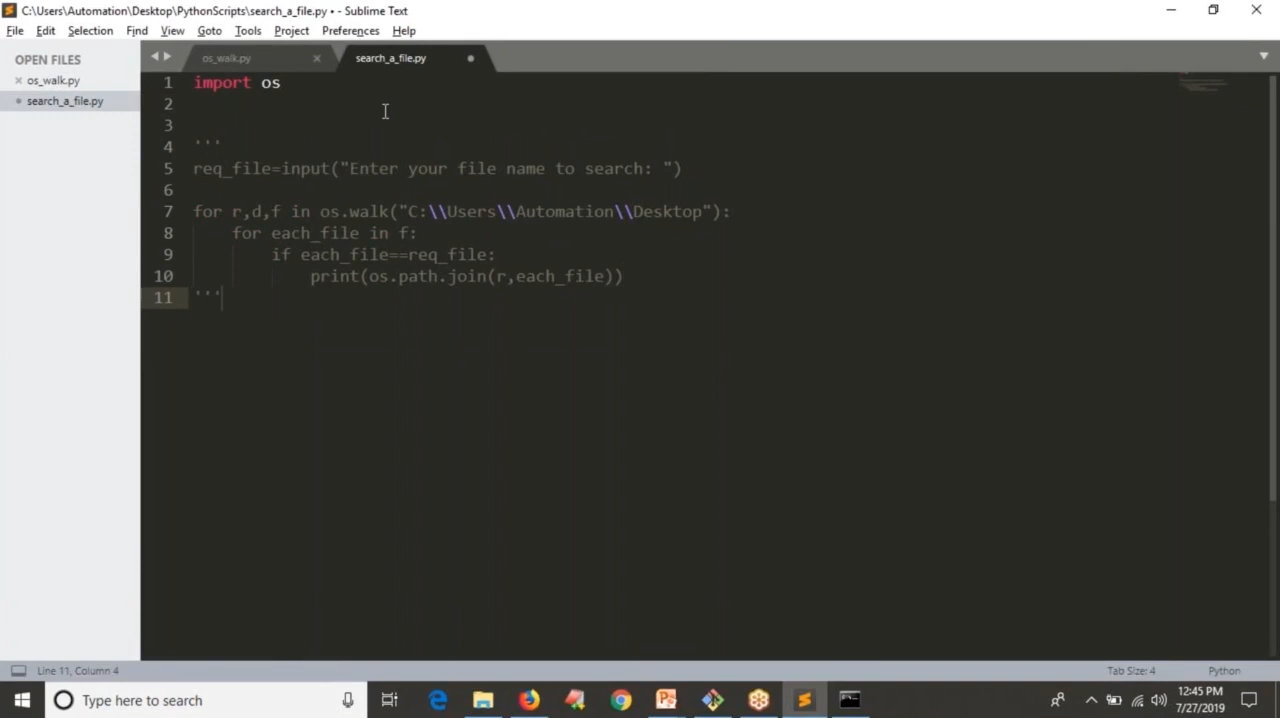 C:\Users\Automation\Desktop\PythonScripts\search_a_file.py • - Sublime Text
File Edit Selection Find View Goto Tools Project Preferences Help
OPEN FILES
os_walk.py
search_a_file.py
os_walk.py search_a_file.py
1 import os
2
3
4 '''
5 req_file=input("Enter your file name to search: ")
6
7 for r,d,f in os.walk("C:\\Users\\Automation\\Desktop"):
8     for each_file in f:
9         if each_file==req_file:
10             print(os.path.join(r,each_file))
11 '''
Line 11, Column 4
Tab Size: 4
Python
Type here to search
12:45 PM
7/27/2019